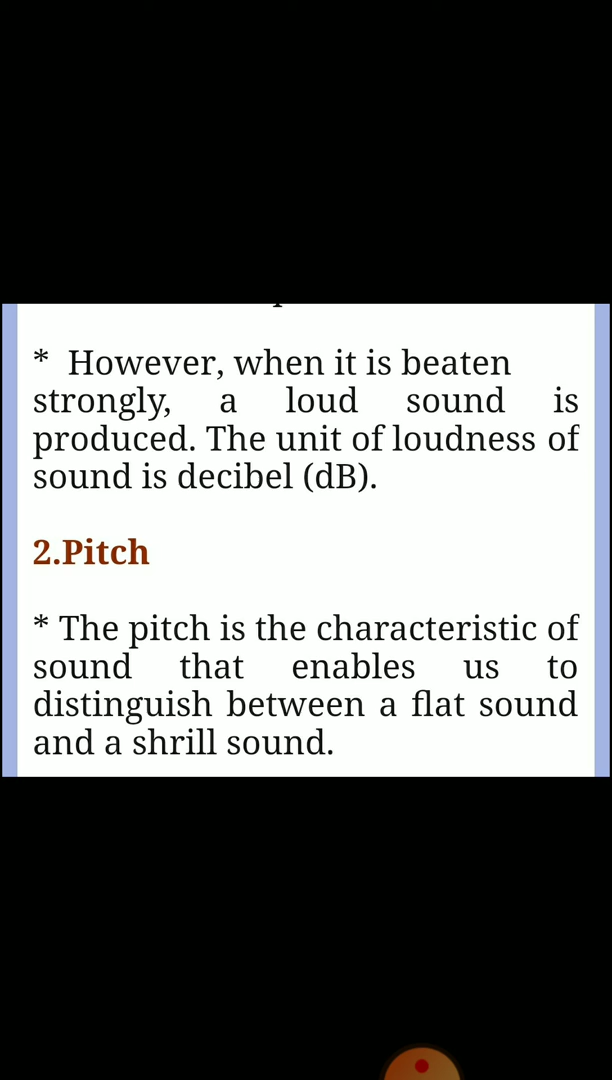 * However, when it is beaten
strongly, a loud sound is
produced. The unit of loudness of
sound is decibel (dB).
2.Pitch
* The pitch is the characteristic of
sound that enables us to
distinguish between a flat sound
and a shrill sound.